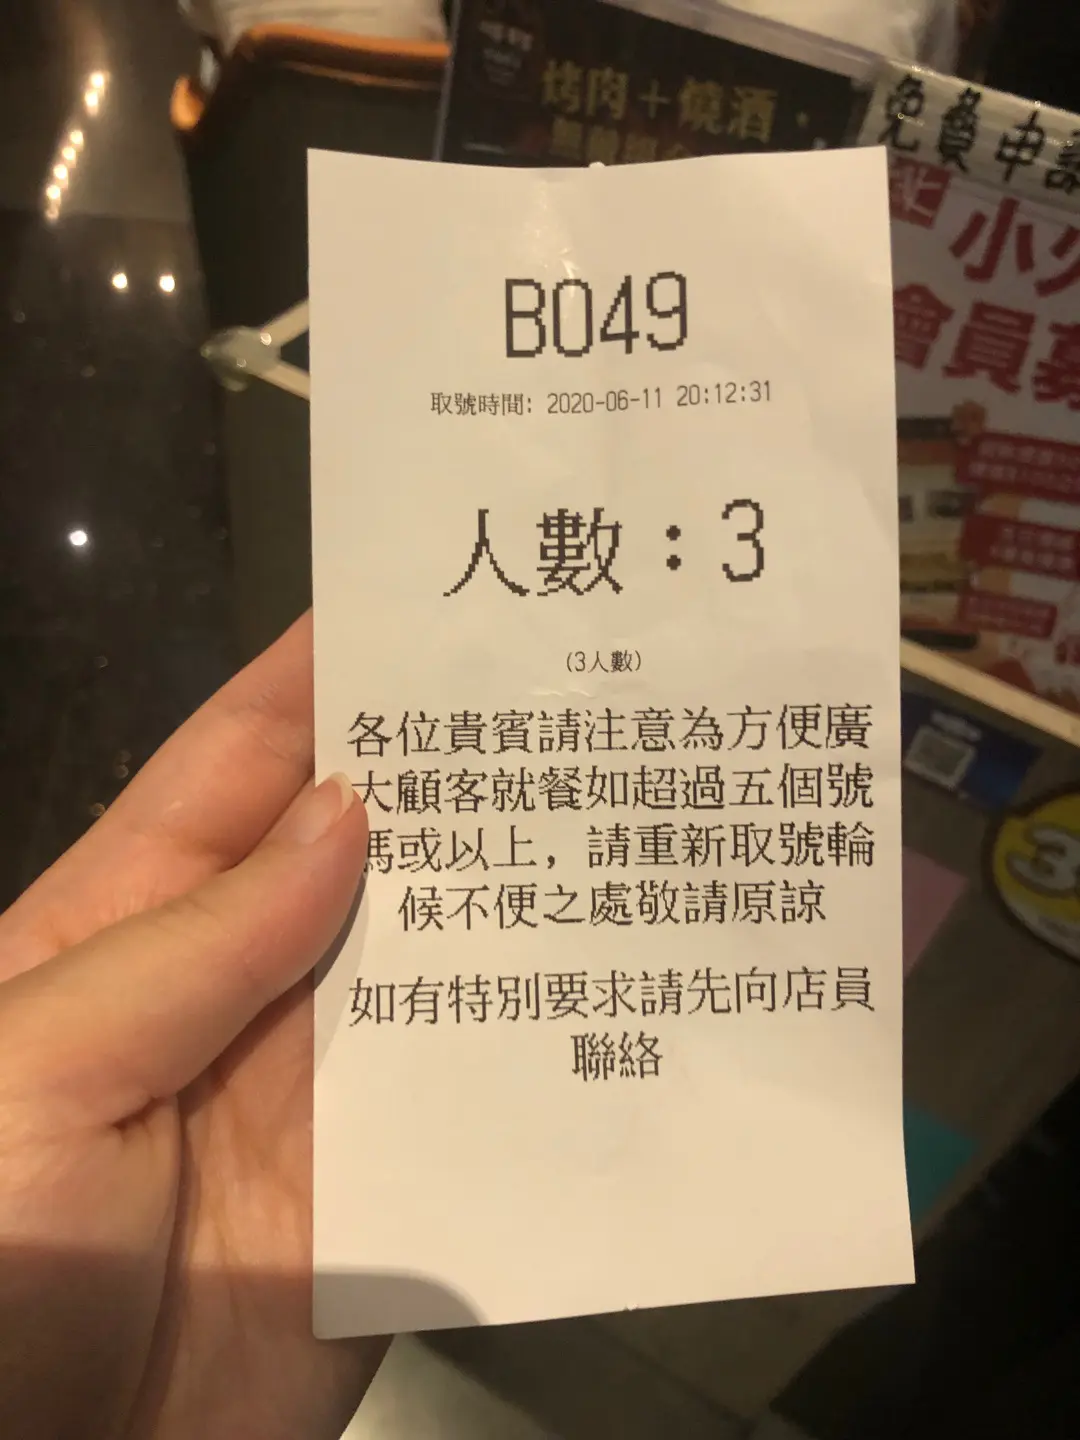 烤肉＋燒酒
免費申
小火
會員募
B049
取號時間: 2020-06-11 20:12:31
人數：3
(3人數)
各位貴賓請注意為方便廣
大顧客就餐如超過五個號
碼或以上，請重新取號輪
候不便之處敬請原諒
如有特別要求請先向店員
聯絡